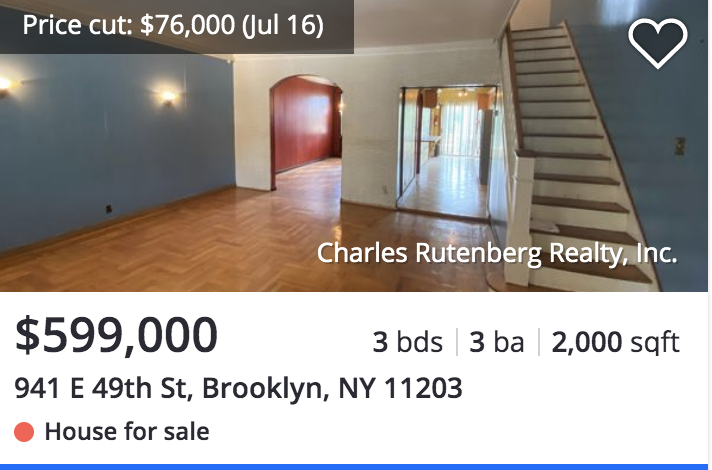 Price cut: $76,000 (Jul 16)
Charles Rutenberg Realty, Inc.
$599,000
3 bds | 3 ba | 2,000 sqft
941 E 49th St, Brooklyn, NY 11203
House for sale